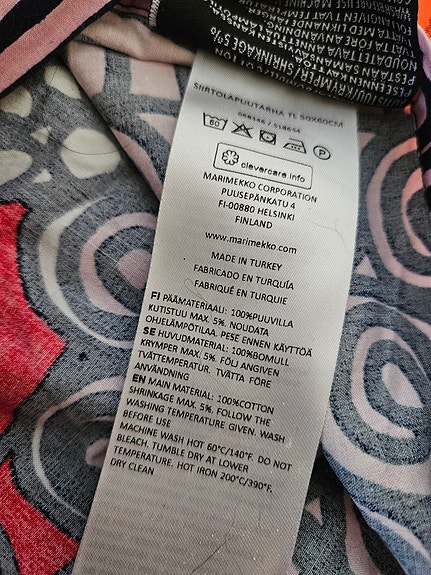 SIIRTOLAPUUTARHA TL 50X60CM
068346 / 518634
60 P
clevercare.info
MARIMEKKO CORPORATION
PUUSEPÄNKATU 4
FI-00880 HELSINKI
FINLAND
www.marimekko.com
MADE IN TURKEY
FABRICADO EN TURQUÍA
FABRIQUÉ EN TURQUIE
FI PÄÄMATERIAALI: 100%PUUVILLA
KUTISTUU MAX. 5%. NOUDATA
OHJELÄMPÖTILAA. PESE ENNEN KÄYTTÖÄ
SE HUVUDMATERIAL: 100%BOMULL
KRYMPER MAX. 5%. FÖLJ ANGIVEN
TVÄTTEMPERATUR. TVÄTTA FÖRE
ANVÄNDNING
EN MAIN MATERIAL: 100%COTTON
SHRINKAGE MAX. 5%. FOLLOW THE
WASHING TEMPERATURE GIVEN. WASH
BEFORE USE
MACHINE WASH HOT 60°C/140°F. DO NOT
BLEACH. TUMBLE DRY AT LOWER
TEMPERATURE. HOT IRON 200°C/390°F.
DRY CLEAN